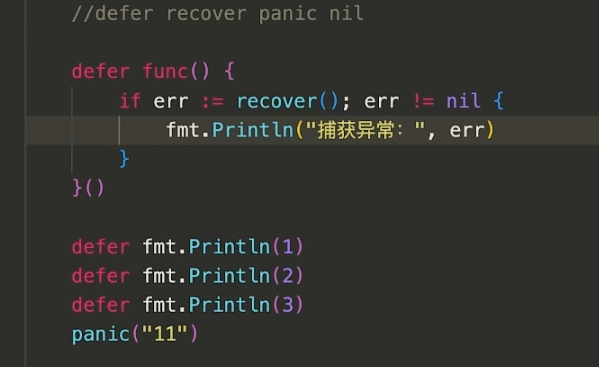 //defer recover panic nil
defer func() {
if err := recover(); err != nil {
fmt.Println("捕获异常：", err)
}
}()
defer fmt.Println(1)
defer fmt.Println(2)
defer fmt.Println(3)
panic("11")